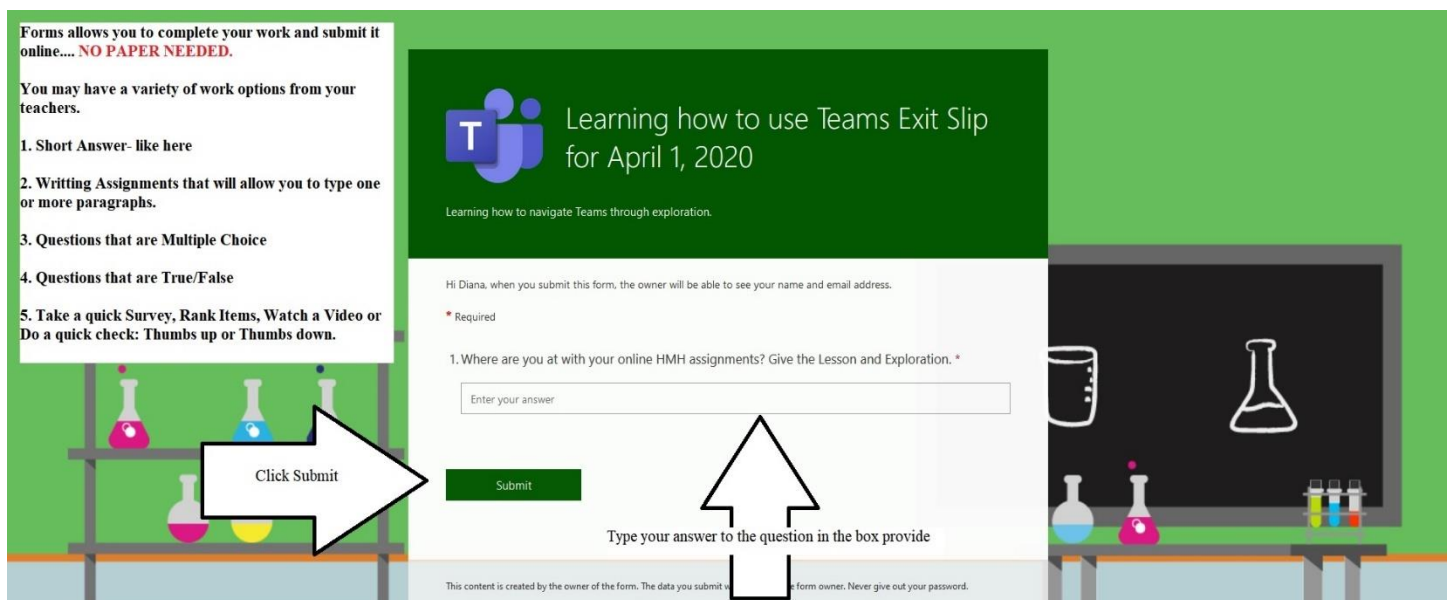 Forms allows you to complete your work and submit it
online.... NO PAPER NEEDED.
You may have a variety of work options from your
teachers.
1. Short Answer- like here
2. Writting Assignments that will allow you to type one
or more paragraphs.
3. Questions that are Multiple Choice
4. Questions that are True/False
5. Take a quick Survey, Rank Items, Watch a Video or
Do a quick check: Thumbs up or Thumbs down.
T
Learning how to use Teams Exit Slip
for April 1, 2020
Learning how to navigate Teams through exploration.
Hi Diana, when you submit this form, the owner will be able to see your name and email address.
* Required
1. Where are you at with your online HMH assignments? Give the Lesson and Exploration. *
Enter your answer
Click Submit
Submit
Type your answer to the question in the box provide
This content is created by the owner of the form. The data you submit form owner. Never give out your password.